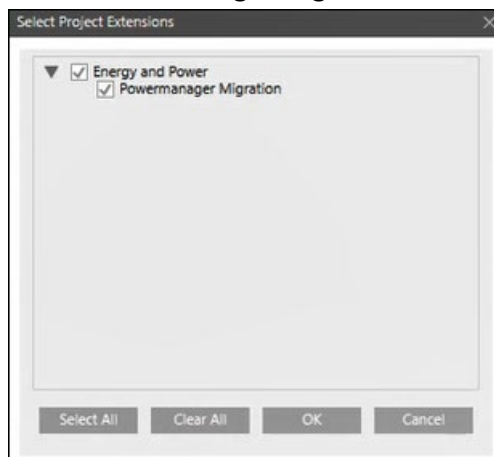 Select Project Extensions
Energy and Power
Powermanager Migration
Select All Clear All OK Cancel